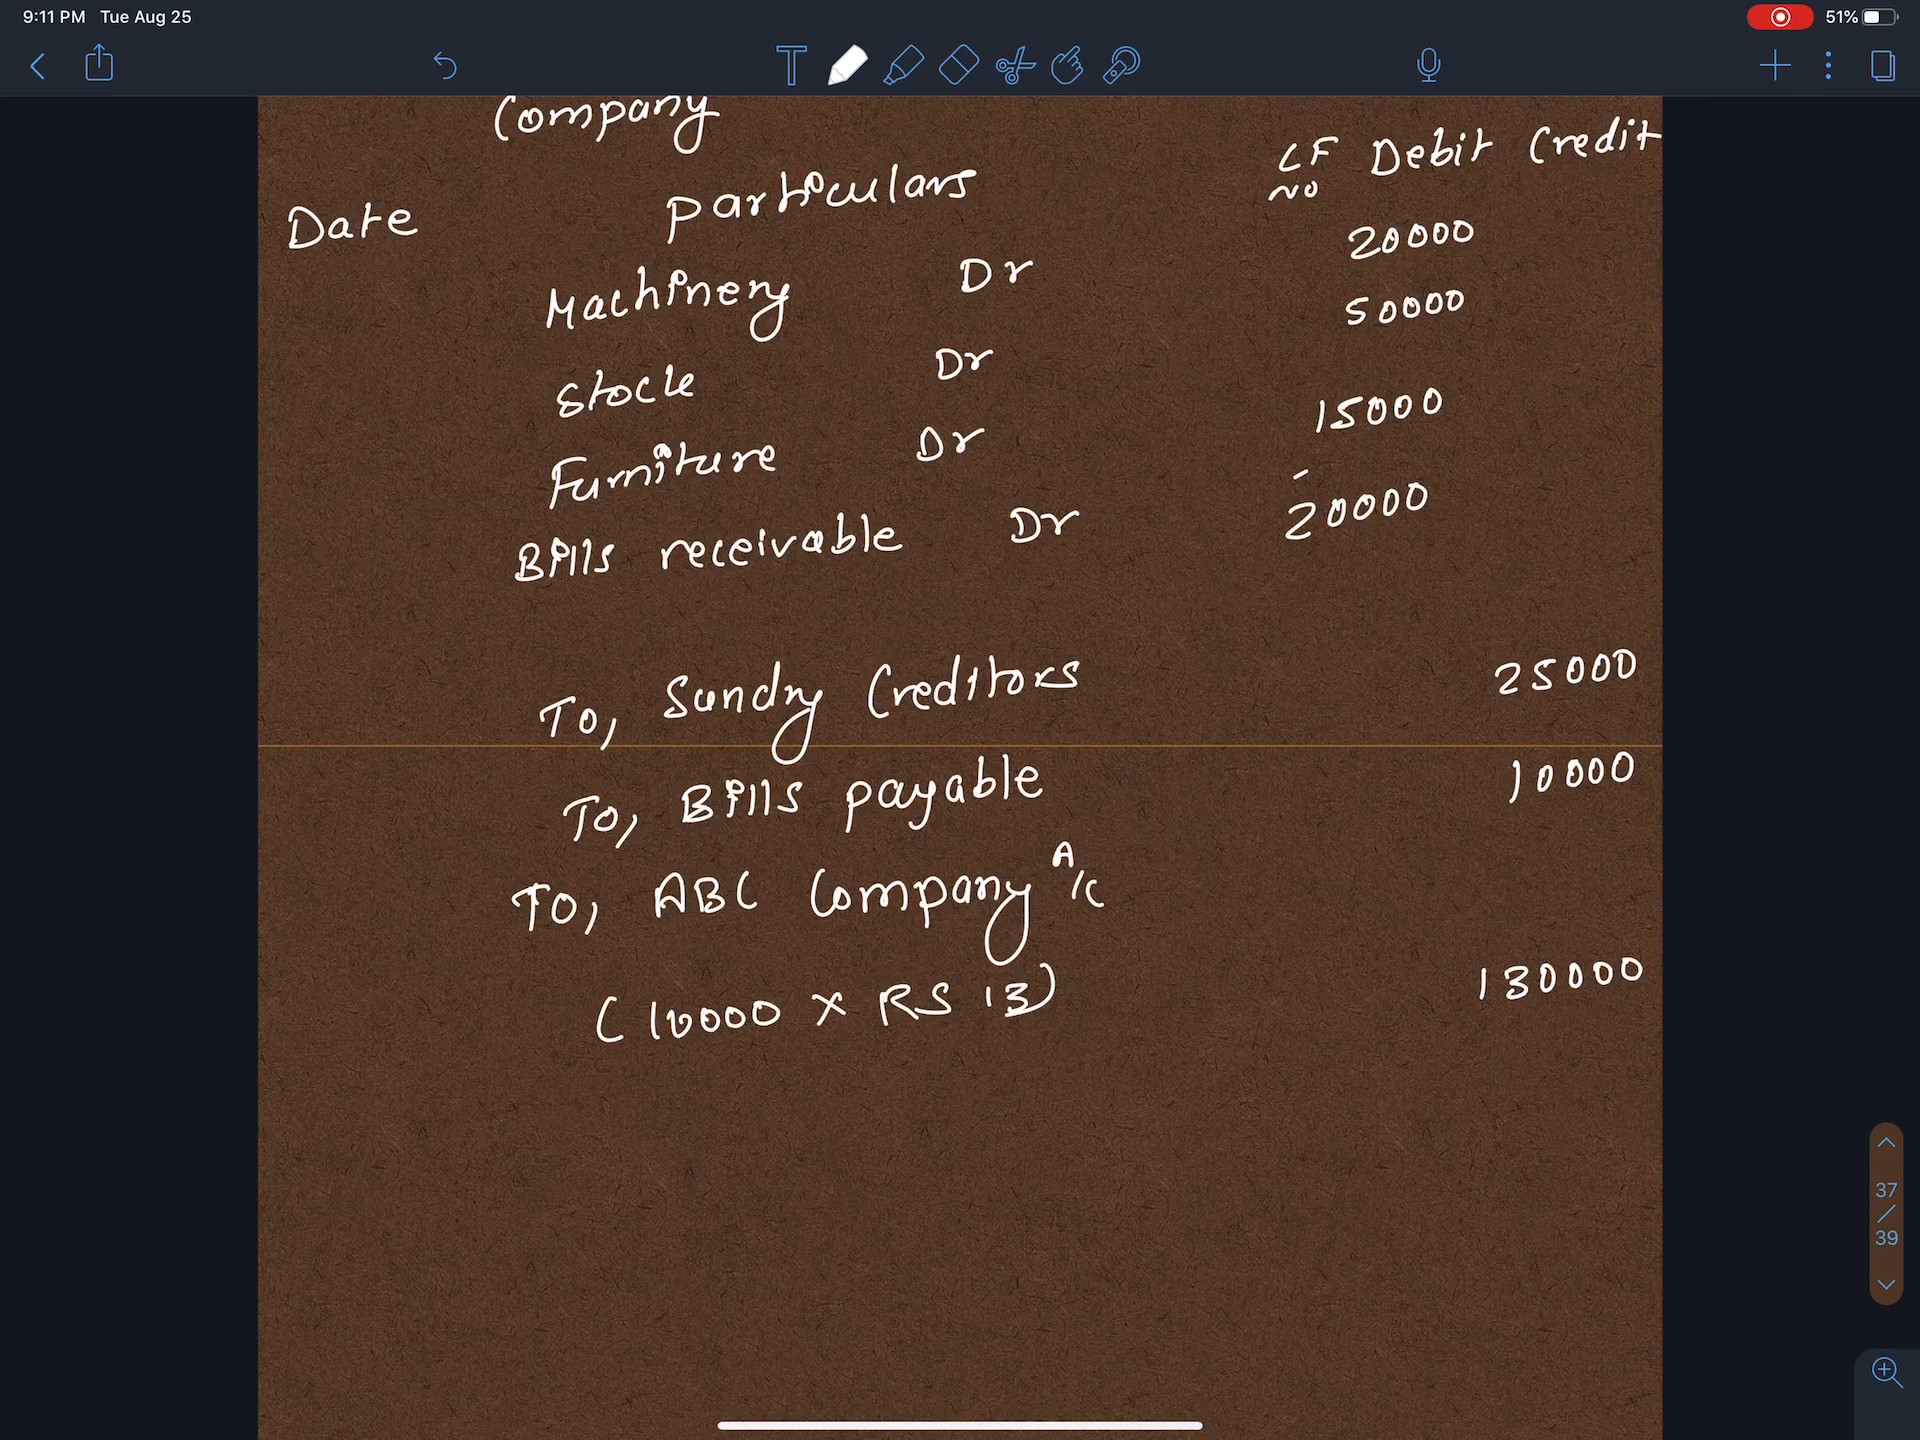 9:11 PM Tue Aug 25
51%
Company
LF Debit Credit
NO
Date Particulars
Machinery Dr 20000
Stock Dr 50000
Furniture Dr 15000
Bills receivable Dr 20000
To, Sundry Creditors 25000
To, Bills payable 10000
To, ABC Company A/c
(10000 X RS 13) 130000
37
/
39